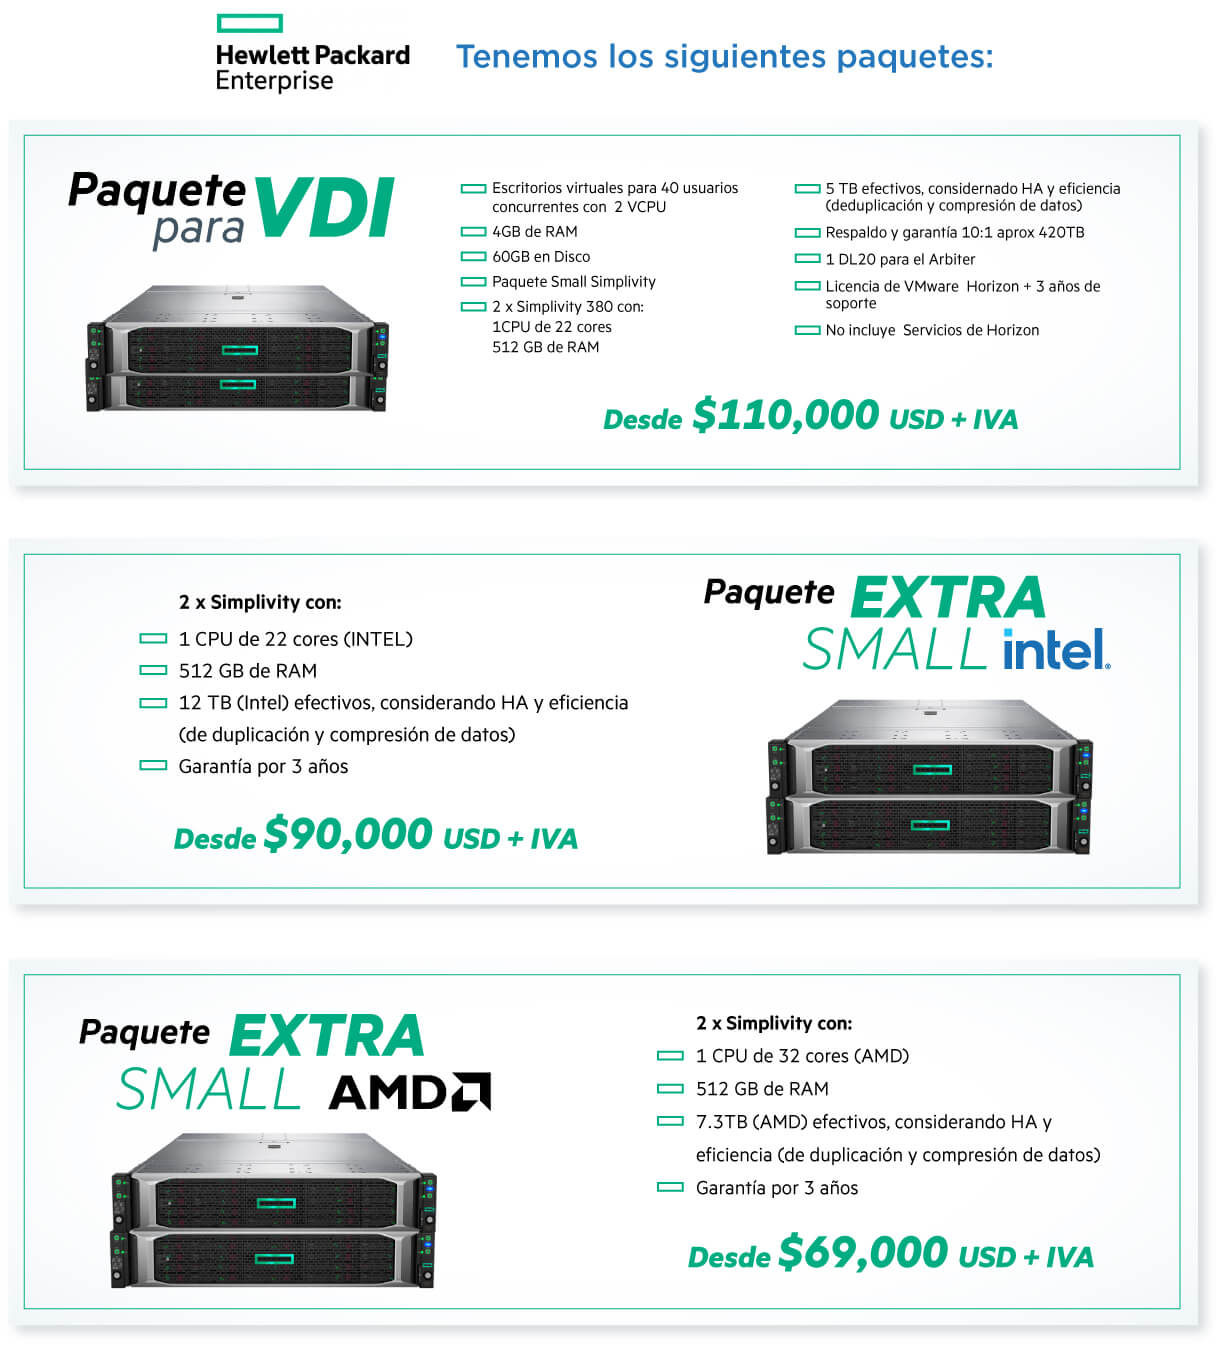 Hewlett Packard
Enterprise
Tenemos los siguientes paquetes:
Paquete
para
VDI
Escritorios virtuales para 40 usuarios
concurrentes con 2 VCPU
4GB de RAM
60GB en Disco
Paquete Small Simplivity
2 x Simplivity 380 con:
1CPU de 22 cores
512 GB de RAM
5 TB efectivos, considernado HA y eficiencia
(deduplicación y compresión de datos)
Respaldo y garantía 10:1 aprox 420TB
1 DL20 para el Arbiter
Licencia de VMware Horizon + 3 años de
soporte
No incluye Servicios de Horizon
Desde $110,000 USD + IVA
2 x Simplivity con:
1 CPU de 22 cores (INTEL)
512 GB de RAM
12 TB (Intel) efectivos, considerando HA y eficiencia
(de duplicación y compresión de datos)
Garantía por 3 años
Desde $90,000 USD + IVA
Paquete EXTRA
SMALL intel®
Paquete EXTRA
SMALL AMD
2 x Simplivity con:
1 CPU de 32 cores (AMD)
512 GB de RAM
7.3TB (AMD) efectivos, considerando HA y
eficiencia (de duplicación y compresión de datos)
Garantía por 3 años
Desde $69,000 USD + IVA